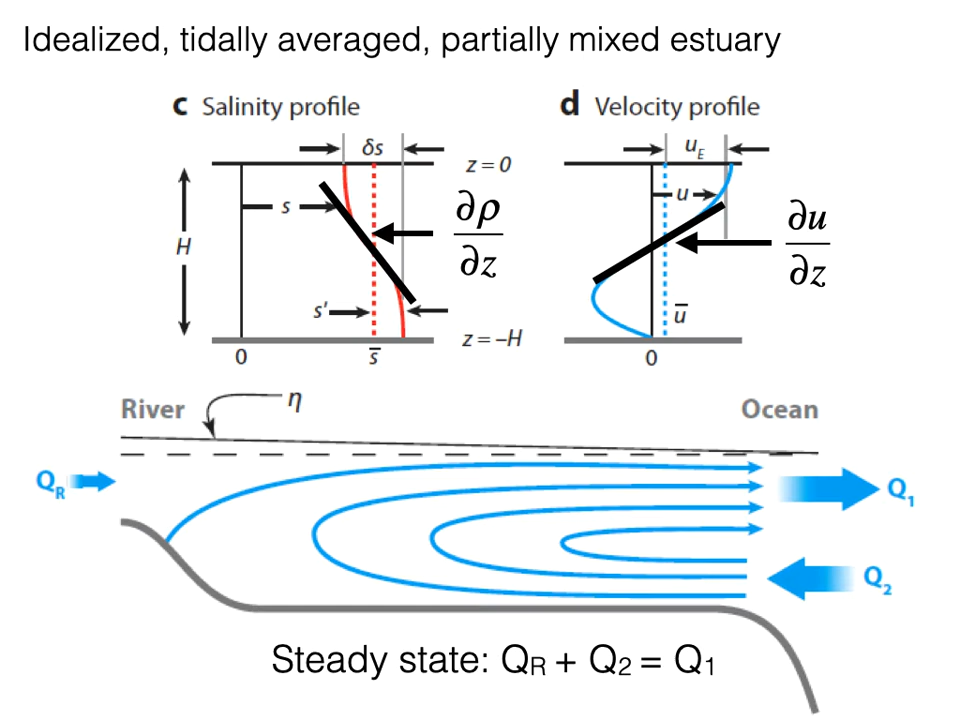 Idealized, tidally averaged, partially mixed estuary
c Salinity profile
d Velocity profile
δs
u_E
z = 0
s
u
∂ρ/∂z
∂u/∂z
H
s'
ū
z = –H
0
s̄
0
River
η
Ocean
Q_R
Q_1
Q_2
Steady state: Q_R + Q_2 = Q_1